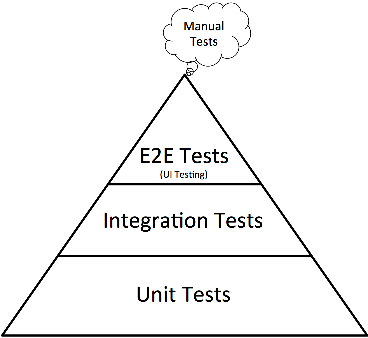 Manual
Tests
E2E Tests
(UI Testing)
Integration Tests
Unit Tests